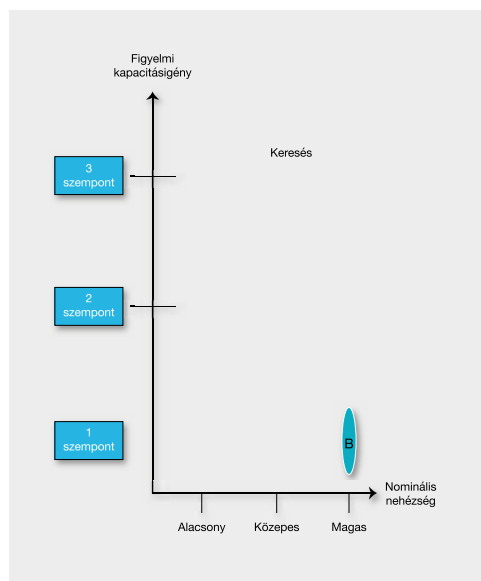 Figyelmi
kapacitásigény
Keresés
3
szempont
2
szempont
1
szempont
B
Nominális
nehézség
Alacsony
Közepes
Magas